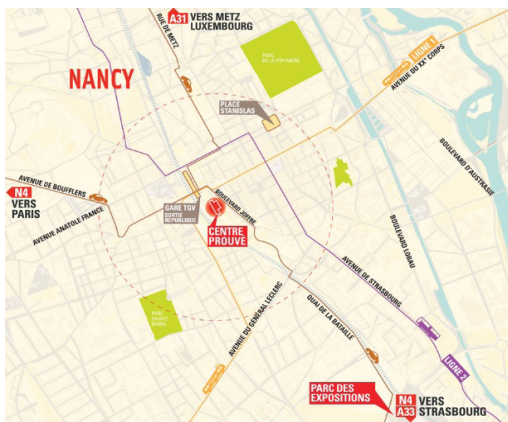 A31 VERS METZ
LUXEMBOURG
RUE DE METZ
PARC
DE LA PÉPINIÈRE
LIGNE 1
AVENUE DU XXe CORPS
NANCY
PLACE
STANISLAS
BOULEVARD D'AUSTRASIE
AVENUE DE BOUFFLERS
N4
VERS
PARIS
AVENUE ANATOLE FRANCE
GARE TGV
SORTIE
RÉPUBLIQUE
BOULEVARD JOFFRE
CENTRE
PROUVÉ
BOULEVARD LOBAU
AVENUE DE STRASBOURG
PARC
SAINTE
MARIE
AVENUE DU GÉNÉRAL LECLERC
QUAI DE LA BATAILLE
LIGNE 2
PARC DES
EXPOSITIONS
N4 VERS
A33 STRASBOURG